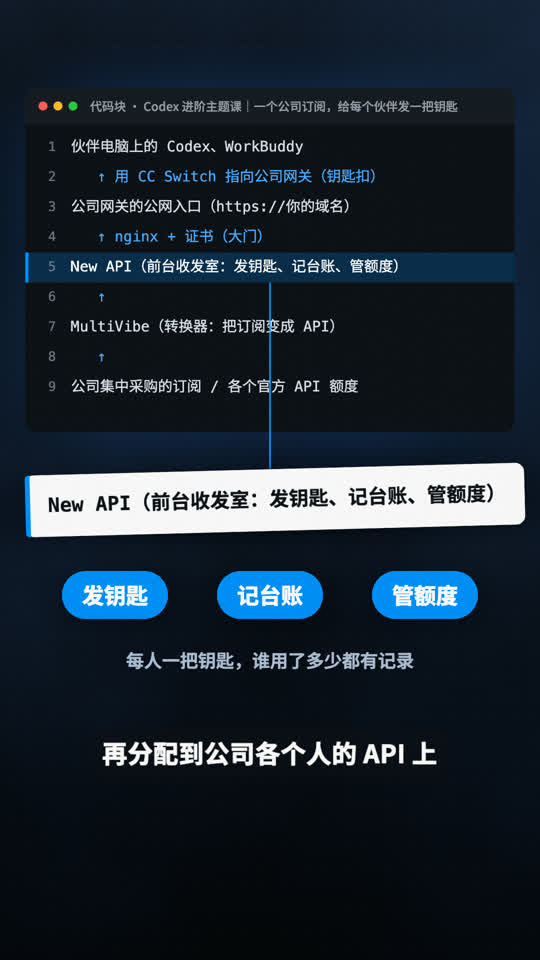 代码块 · Codex 进阶主题课｜一个公司订阅，给每个伙伴发一把钥匙
1 伙伴电脑上的 Codex、WorkBuddy
2 ↑ 用 CC Switch 指向公司网关（钥匙扣）
3 公司网关的公网入口（https://你的域名）
4 ↑ nginx + 证书（大门）
5 New API（前台收发室：发钥匙、记台账、管额度）
6 ↑
7 MultiVibe（转换器：把订阅变成 API）
8 ↑
9 公司集中采购的订阅 / 各个官方 API 额度
New API（前台收发室：发钥匙、记台账、管额度）
发钥匙 记台账 管额度
每人一把钥匙，谁用了多少都有记录
再分配到公司各个人的 API 上